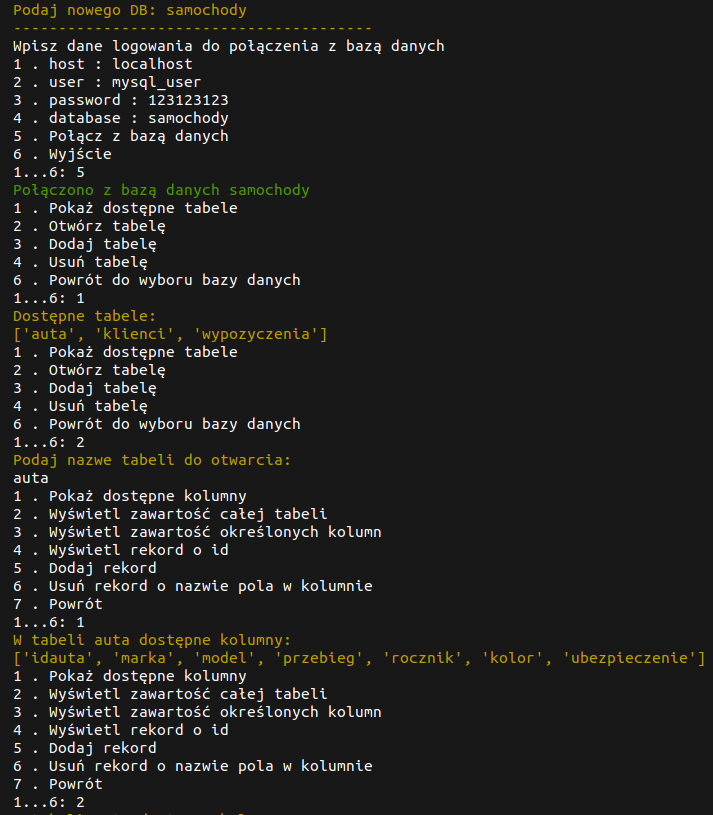 Podaj nowego DB: samochody
----------------------------------------
Wpisz dane logowania do połączenia z bazą danych
1 . host : localhost
2 . user : mysql_user
3 . password : 123123123
4 . database : samochody
5 . Połącz z bazą danych
6 . Wyjście
1...6: 5
Połączono z bazą danych samochody
1 . Pokaż dostępne tabele
2 . Otwórz tabelę
3 . Dodaj tabelę
4 . Usuń tabelę
6 . Powrót do wyboru bazy danych
1...6: 1
Dostępne tabele:
['auta', 'klienci', 'wypozyczenia']
1 . Pokaż dostępne tabele
2 . Otwórz tabelę
3 . Dodaj tabelę
4 . Usuń tabelę
6 . Powrót do wyboru bazy danych
1...6: 2
Podaj nazwe tabeli do otwarcia:
auta
1 . Pokaż dostępne kolumny
2 . Wyświetl zawartość całej tabeli
3 . Wyświetl zawartość określonych kolumn
4 . Wyświetl rekord o id
5 . Dodaj rekord
6 . Usuń rekord o nazwie pola w kolumnie
7 . Powrót
1...6: 1
W tabeli auta dostępne kolumny:
['idauta', 'marka', 'model', 'przebieg', 'rocznik', 'kolor', 'ubezpieczenie']
1 . Pokaż dostępne kolumny
2 . Wyświetl zawartość całej tabeli
3 . Wyświetl zawartość określonych kolumn
4 . Wyświetl rekord o id
5 . Dodaj rekord
6 . Usuń rekord o nazwie pola w kolumnie
7 . Powrót
1...6: 2